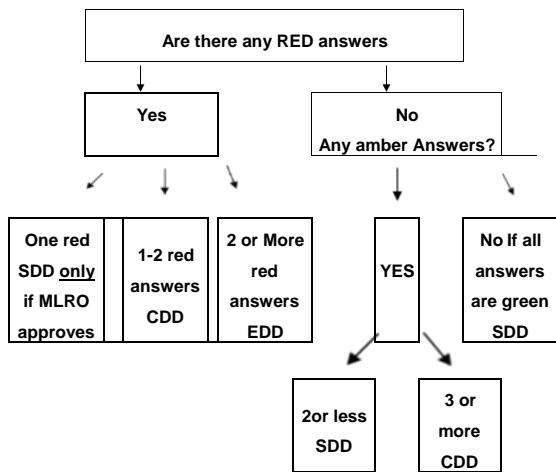 Are there any RED answers
Yes
No
Any amber Answers?
One red
SDD only
if MLRO
approves
1-2 red
answers
CDD
2 or More
red
answers
EDD
YES
No If all
answers
are green
SDD
2or less
SDD
3 or
more
CDD